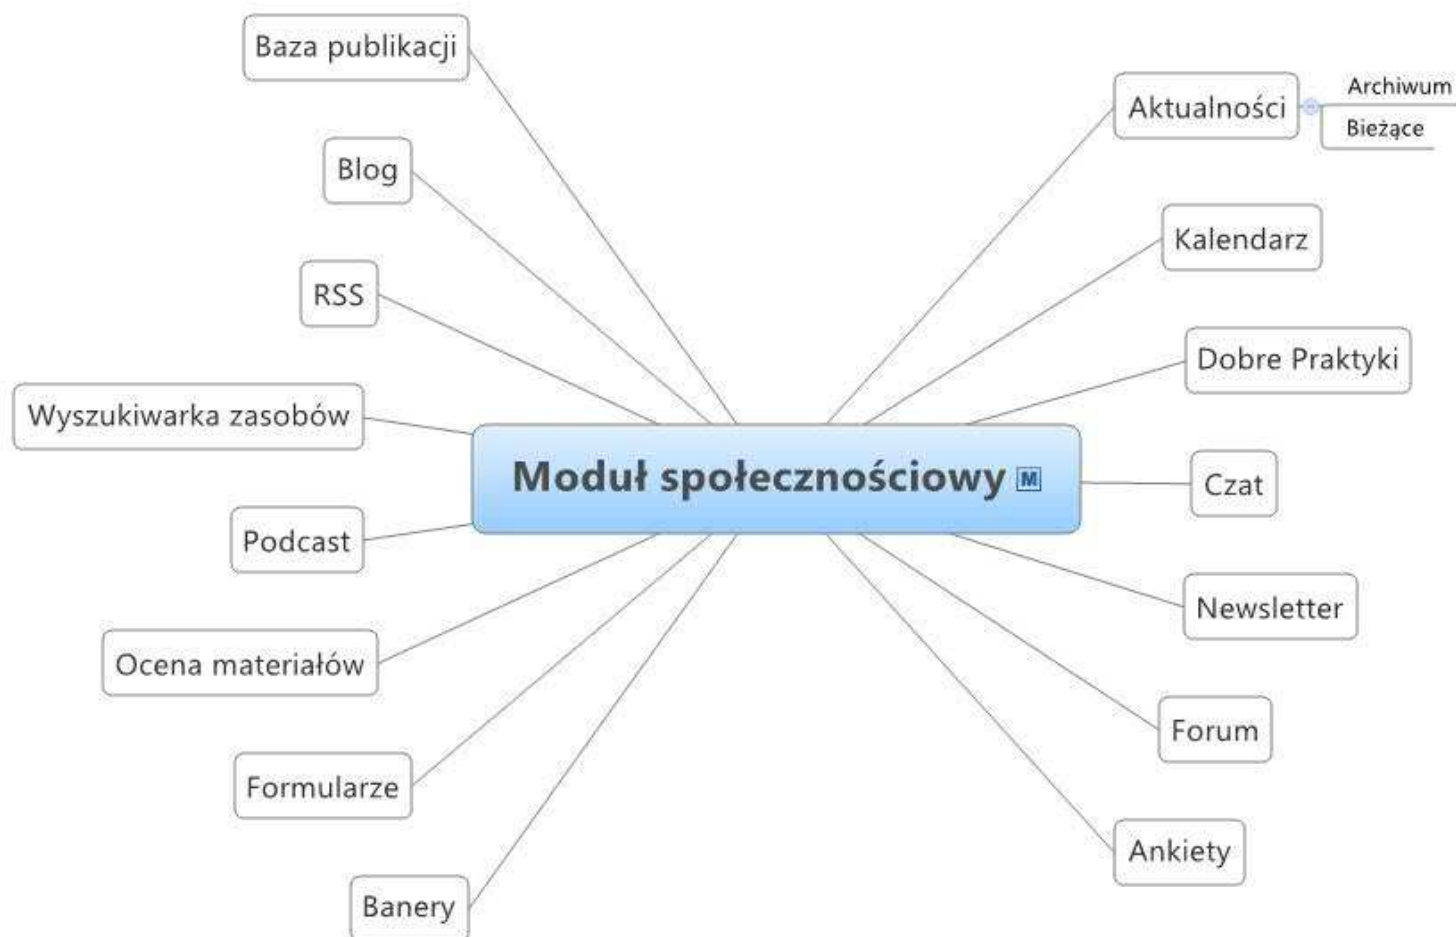 Baza publikacji
Blog
RSS
Wyszukiwarka zasobów
Podcast
Ocena materiałów
Formularze
Banery
Moduł społecznościowy M
Aktualności
Archiwum
Bieżące
Kalendarz
Dobre Praktyki
Czat
Newsletter
Forum
Ankiety